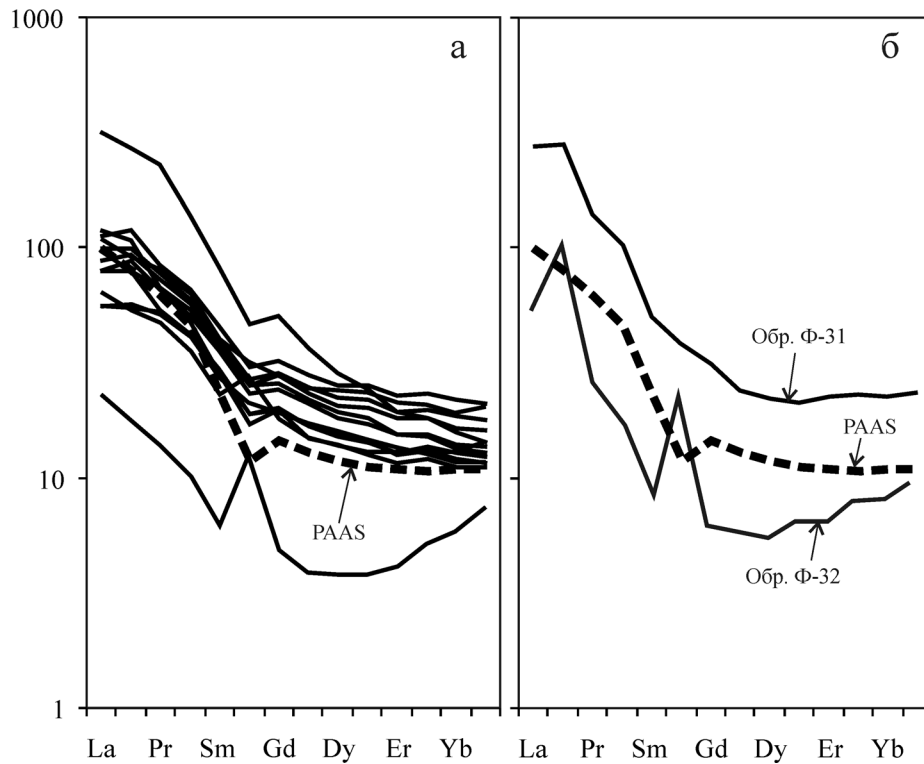 1000
100
10
1
а
б
PAAS
Обр. Ф-31
PAAS
Обр. Ф-32
La Pr Sm Gd Dy Er Yb
La Pr Sm Gd Dy Er Yb